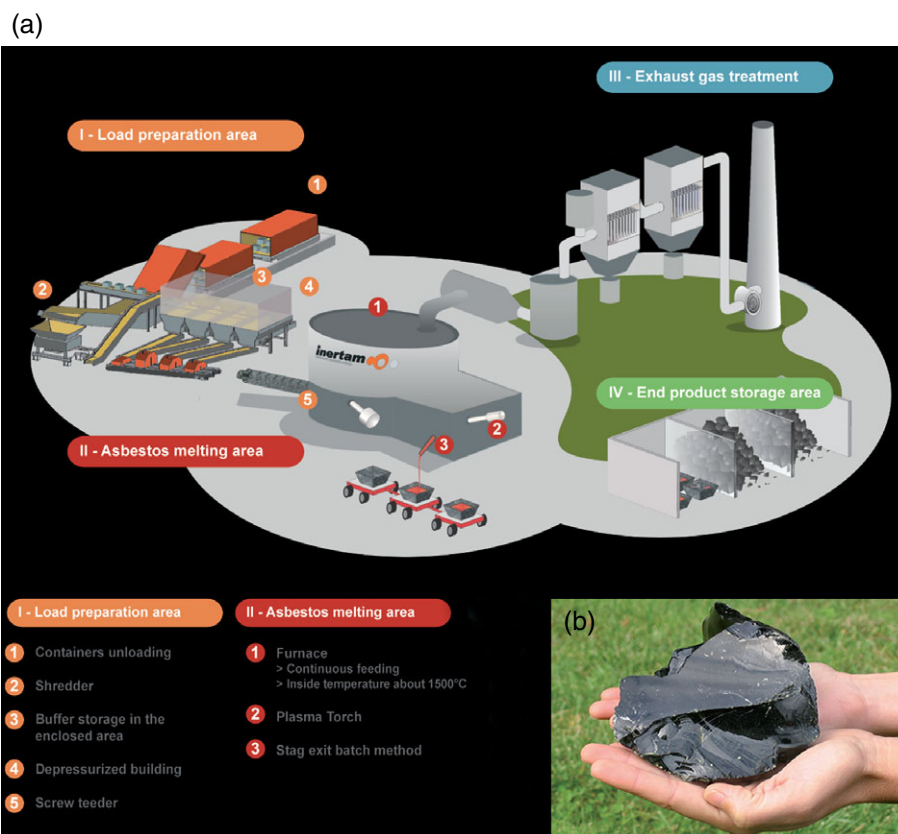 (a)
III - Exhaust gas treatment
I - Load preparation area
1
2
3
4
1
inertam
5
2
3
IV - End product storage area
II - Asbestos melting area
I - Load preparation area
1 Containers unloading
2 Shredder
3 Buffer storage in the
enclosed area
4 Depressurized building
5 Screw teeder
II - Asbestos melting area
1 Furnace
> Continuous feeding
> Inside temperature about 1500°C
2 Plasma Torch
3 Stag exit batch method
(b)